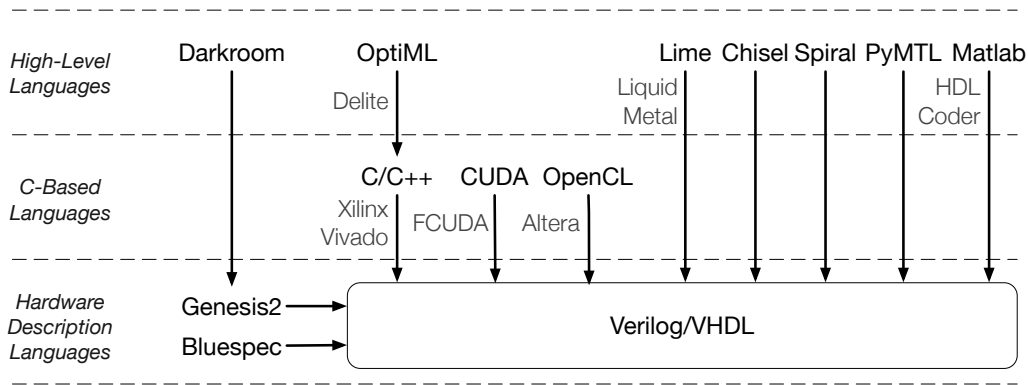 High-Level
Languages
Darkroom
OptiML
Lime
Chisel
Spiral
PyMTL
Matlab
Delite
Liquid
Metal
HDL
Coder
C-Based
Languages
C/C++
CUDA
OpenCL
Xilinx
Vivado
FCUDA
Altera
Hardware
Description
Languages
Genesis2
Bluespec
Verilog/VHDL